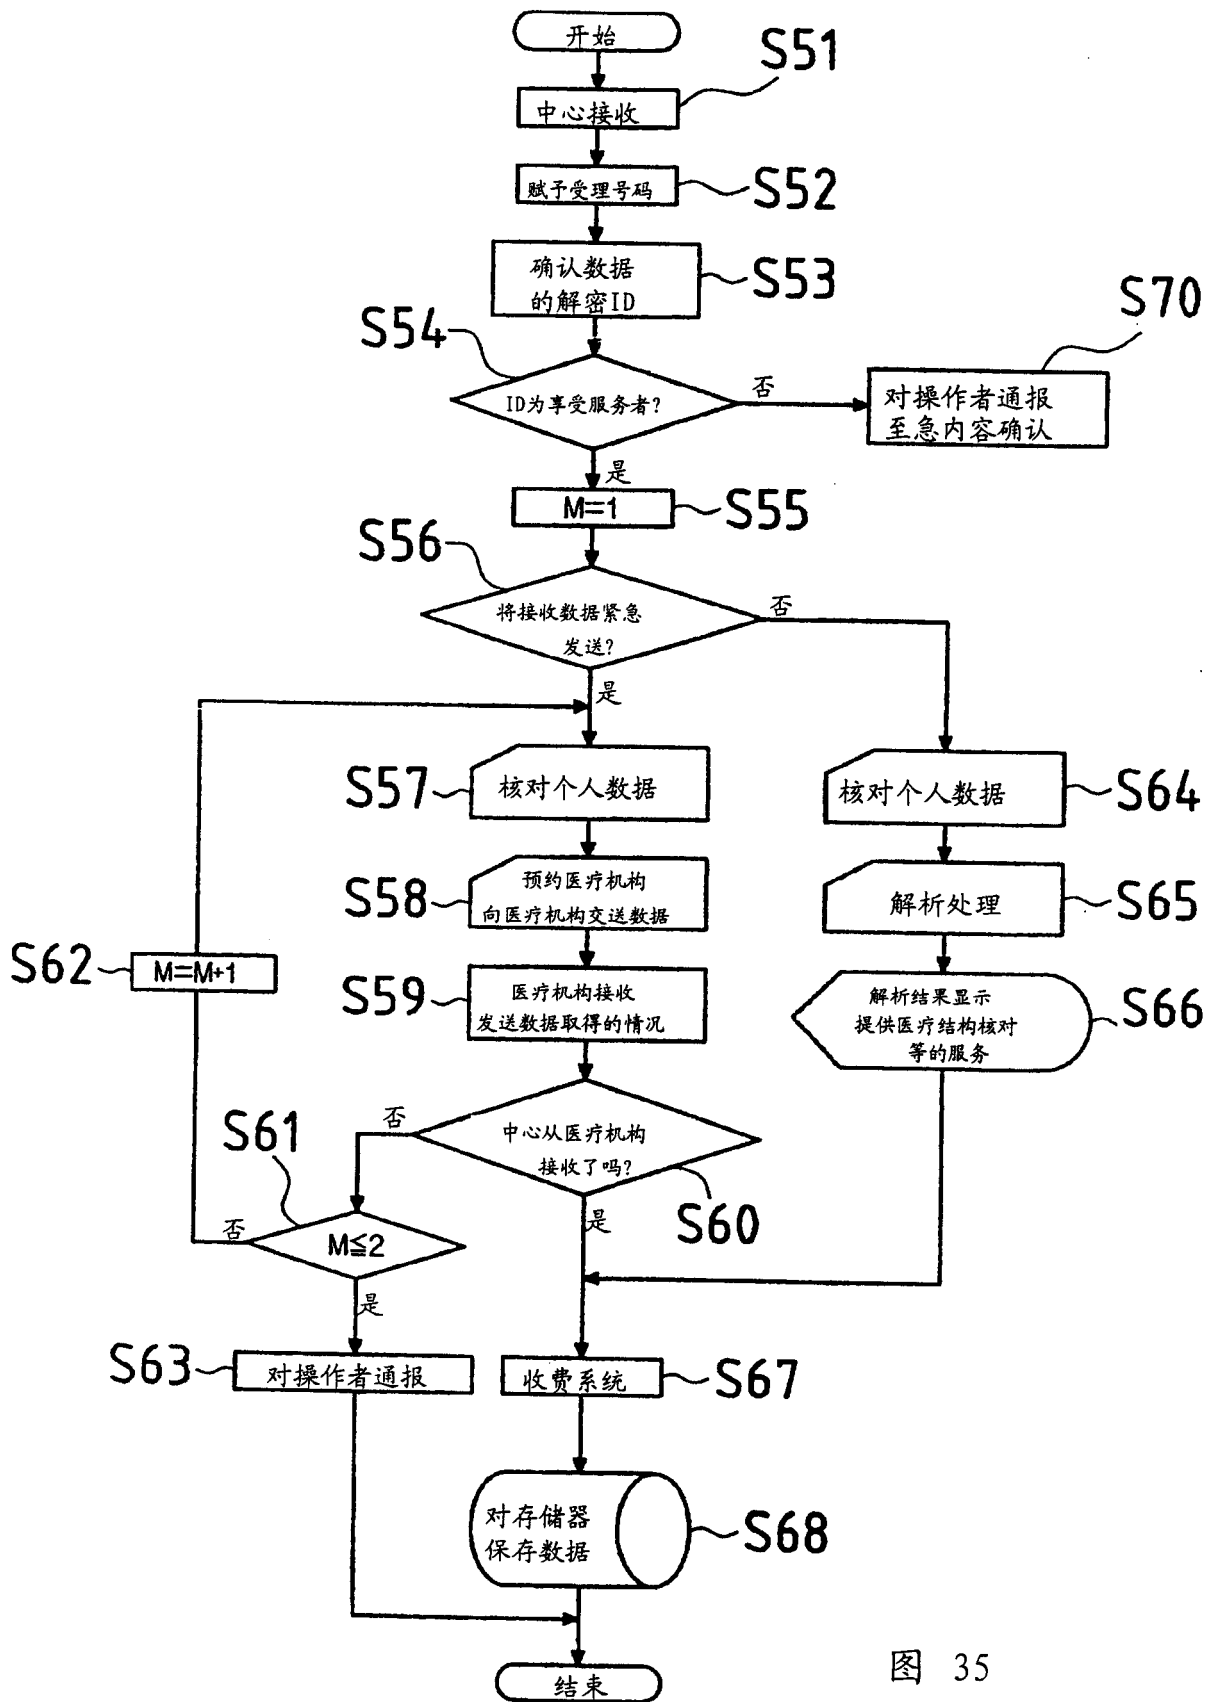 开始
S51
中心接收
赋予受理号码
S52
确认数据
的解密ID
S53
S54
ID为享受服务者?
否
S70
对操作者通报
至急内容确认
是
M=1
S55
S56
将接收数据紧急
发送?
否
是
S57
核对个人数据
核对个人数据
S64
S58
预约医疗机构
向医疗机构交送数据
解析处理
S65
S62
M=M+1
S59
医疗机构接收
发送数据取得的情况
解析结果显示
提供医疗结构核对
等的服务
S66
否
中心从医疗机构
接收了吗?
S60
S61
否
M≦2
是
是
S63
对操作者通报
收费系统
S67
对存储器
保存数据
S68
结束
图 35